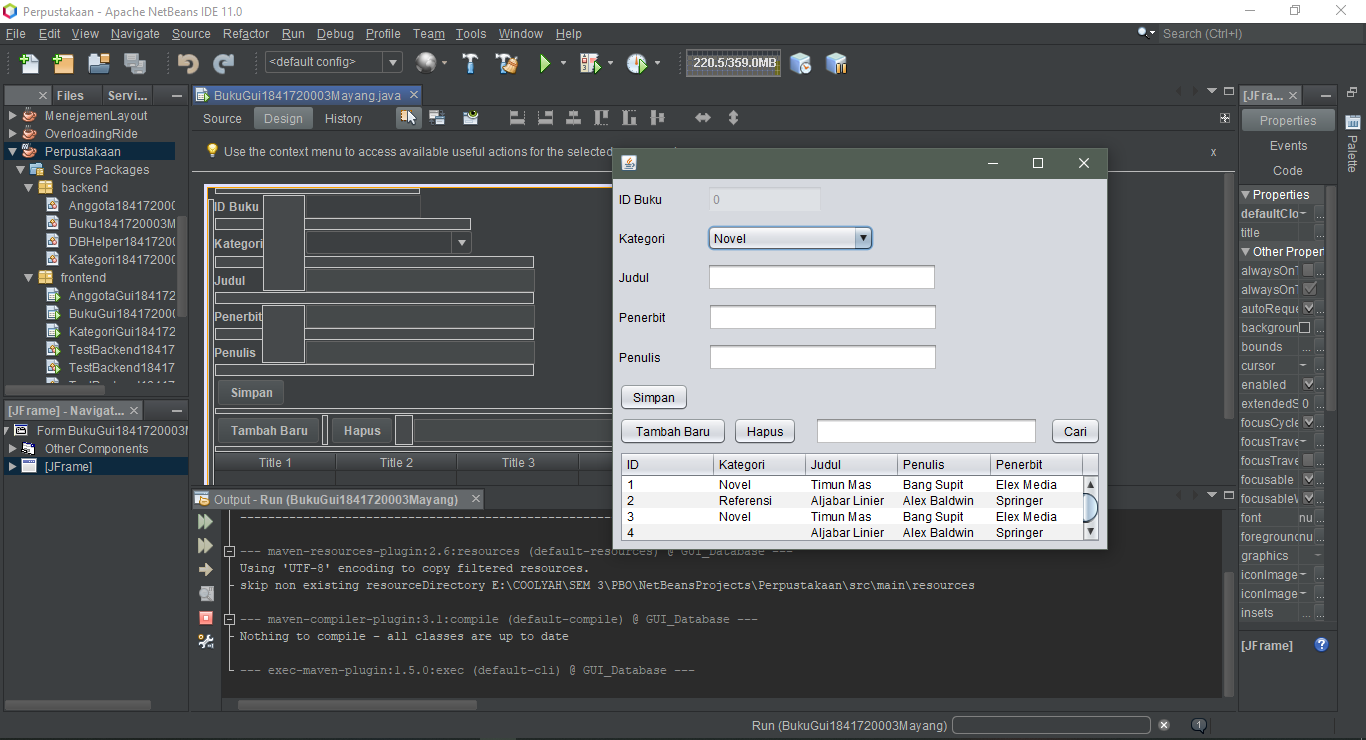 Perpustakaan - Apache NetBeans IDE 11.0
File Edit View Navigate Source Refactor Run Debug Profile Team Tools Window Help
Search (Ctrl+I)
<default config>
220.5/359.0MB
Files Servi...
MenejemenLayout
OverloadingRide
Perpustakaan
Source Packages
backend
Anggota184172000
Buku1841720003M
DBHelper18417200
Kategori184172000
frontend
AnggotaGui184172
BukuGui184172000
KategoriGui184172
TestBackend18417
TestBackend18417
[JFrame] - Navigat...
Form BukuGui1841720003M
Other Components
[JFrame]
BukuGui1841720003Mayang.java
Source Design History
Use the context menu to access available useful actions for the selected
x
ID Buku
Kategori
Judul
Penerbit
Penulis
Simpan
Tambah Baru Hapus
Title 1 Title 2 Title 3
ID Buku 0
Kategori Novel
Judul
Penerbit
Penulis
Simpan
Tambah Baru Hapus Cari
ID Kategori Judul Penulis Penerbit
1 Novel Timun Mas Bang Supit Elex Media
2 Referensi Aljabar Linier Alex Baldwin Springer
3 Novel Timun Mas Bang Supit Elex Media
4 Aljabar Linier Alex Baldwin Springer
Output - Run (BukuGui1841720003Mayang)
--- maven-resources-plugin:2.6:resources (default-resources) @ GUI_Database ---
Using 'UTF-8' encoding to copy filtered resources.
skip non existing resourceDirectory E:\COOLYAH\SEM 3\PBO\NetBeansProjects\Perpustakaan\src\main\resources
--- maven-compiler-plugin:3.1:compile (default-compile) @ GUI_Database ---
Nothing to compile - all classes are up to date
--- exec-maven-plugin:1.5.0:exec (default-cli) @ GUI_Database ---
[JFra...
Properties
Events
Code
Palette
Properties
defaultClo
title
Other Proper
alwaysOnT
alwaysOnT
autoReque
backgroun
bounds ...
cursor
enabled
extendedS 0
focusCycle
focusTrave
focusTrave
focusable
focusableW
font nu
foregroun nu
graphics
iconImage
iconImage
insets ...
[JFrame]
Run (BukuGui1841720003Mayang)
1